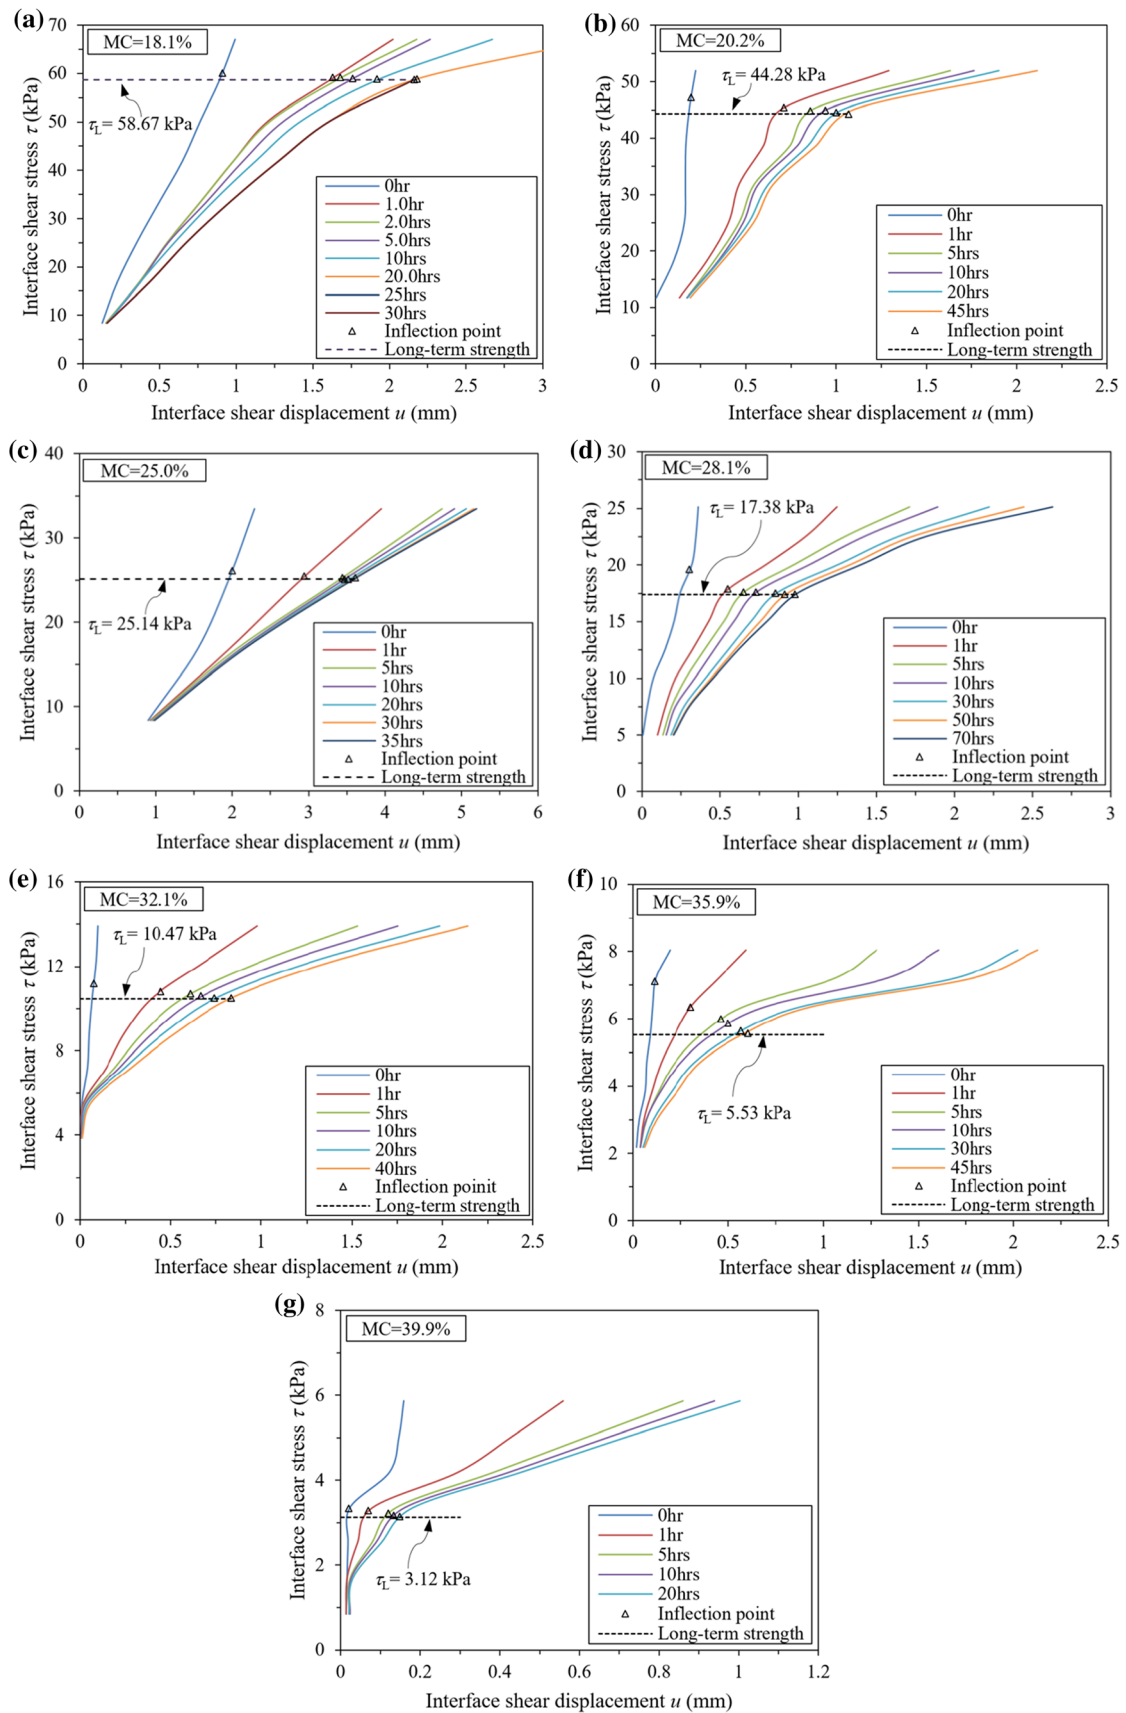 (a)
MC=18.1%
τL= 58.67 kPa
70
60
50
40
30
20
10
0
Interface shear stress τ (kPa)
0hr
1.0hr
2.0hrs
5.0hrs
10hrs
20.0hrs
25hrs
30hrs
Inflection point
Long-term strength
0 0.5 1 1.5 2 2.5 3
Interface shear displacement u (mm)
(b)
MC=20.2%
τL= 44.28 kPa
60
50
40
30
20
10
0
Interface shear stress τ (kPa)
0hr
1hr
5hrs
10hrs
20hrs
45hrs
Inflection point
Long-term strength
0 0.5 1 1.5 2 2.5
Interface shear displacement u (mm)
(c)
MC=25.0%
τL= 25.14 kPa
40
30
20
10
0
Interface shear stress τ (kPa)
0hr
1hr
5hrs
10hrs
20hrs
30hrs
35hrs
Inflection point
Long-term strength
0 1 2 3 4 5 6
Interface shear displacement u (mm)
(d)
MC=28.1%
τL= 17.38 kPa
30
25
20
15
10
5
0
Interface shear stress τ (kPa)
0hr
1hr
5hrs
10hrs
30hrs
50hrs
70hrs
Inflection point
Long-term strength
0 0.5 1 1.5 2 2.5 3
Interface shear displacement u (mm)
(e)
MC=32.1%
τL= 10.47 kPa
16
12
8
4
0
Interface shear stress τ (kPa)
0hr
1hr
5hrs
10hrs
20hrs
40hrs
Inflection poinit
Long-term strength
0 0.5 1 1.5 2 2.5
Interface shear displacement u (mm)
(f)
MC=35.9%
τL= 5.53 kPa
10
8
6
4
2
0
Interface shear stress τ (kPa)
0hr
1hr
5hrs
10hrs
30hrs
45hrs
Inflection point
Long-term strength
0 0.5 1 1.5 2 2.5
Interface shear displacement u (mm)
(g)
MC=39.9%
τL= 3.12 kPa
8
6
4
2
0
Interface shear stress τ (kPa)
0hr
1hr
5hrs
10hrs
20hrs
Inflection point
Long-term strength
0 0.2 0.4 0.6 0.8 1 1.2
Interface shear displacement u (mm)